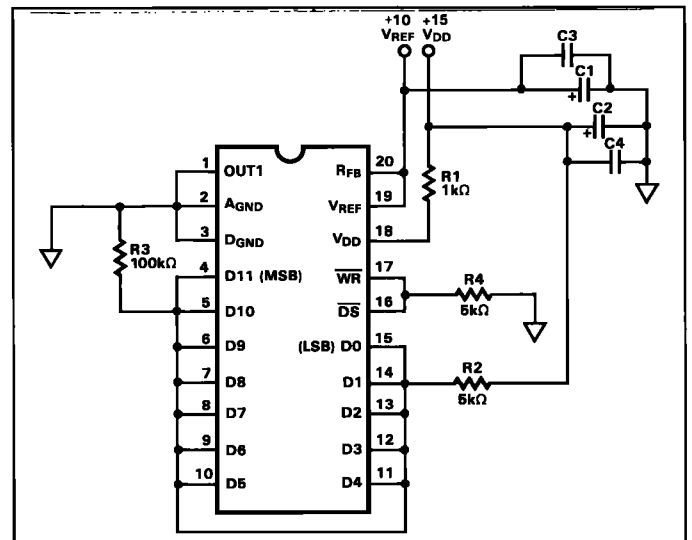 +10 +15
VREF VDD
C3
C1
+
C2
+
C4
1 OUT1 RFB 20
2 AGND VREF 19
3 DGND VDD 18
R1
1kΩ
R3
100kΩ
4 D11 (MSB) WR 17
5 D10 DS 16
R4
5kΩ
6 D9 (LSB) D0 15
7 D8 D1 14
R2
5kΩ
8 D7 D2 13
9 D6 D3 12
10 D5 D4 11